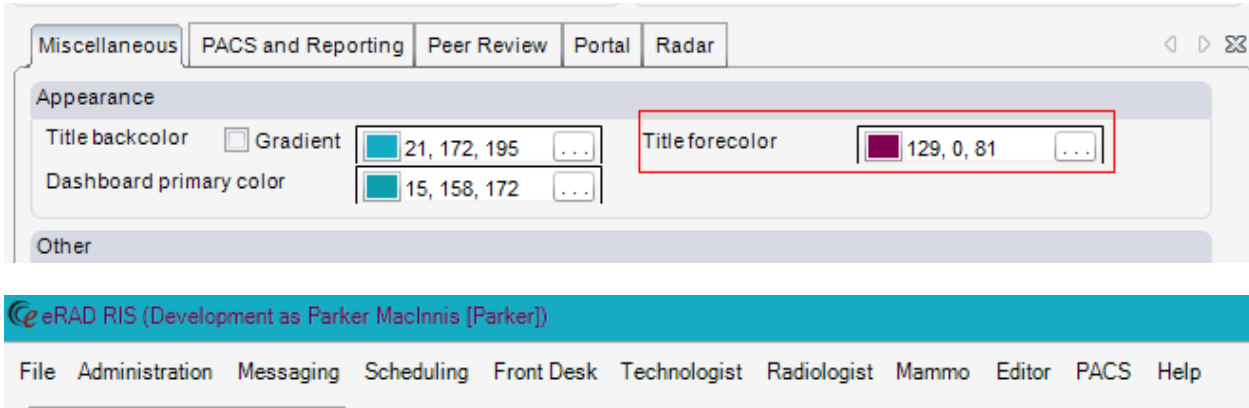 Miscellaneous PACS and Reporting Peer Review Portal Radar
Appearance
Title backcolor Gradient 21, 172, 195 ... Title forecolor 129, 0, 81 ...
Dashboard primary color 15, 158, 172 ...
Other
eRAD RIS (Development as Parker MacInnis [Parker])
File Administration Messaging Scheduling Front Desk Technologist Radiologist Mammo Editor PACS Help